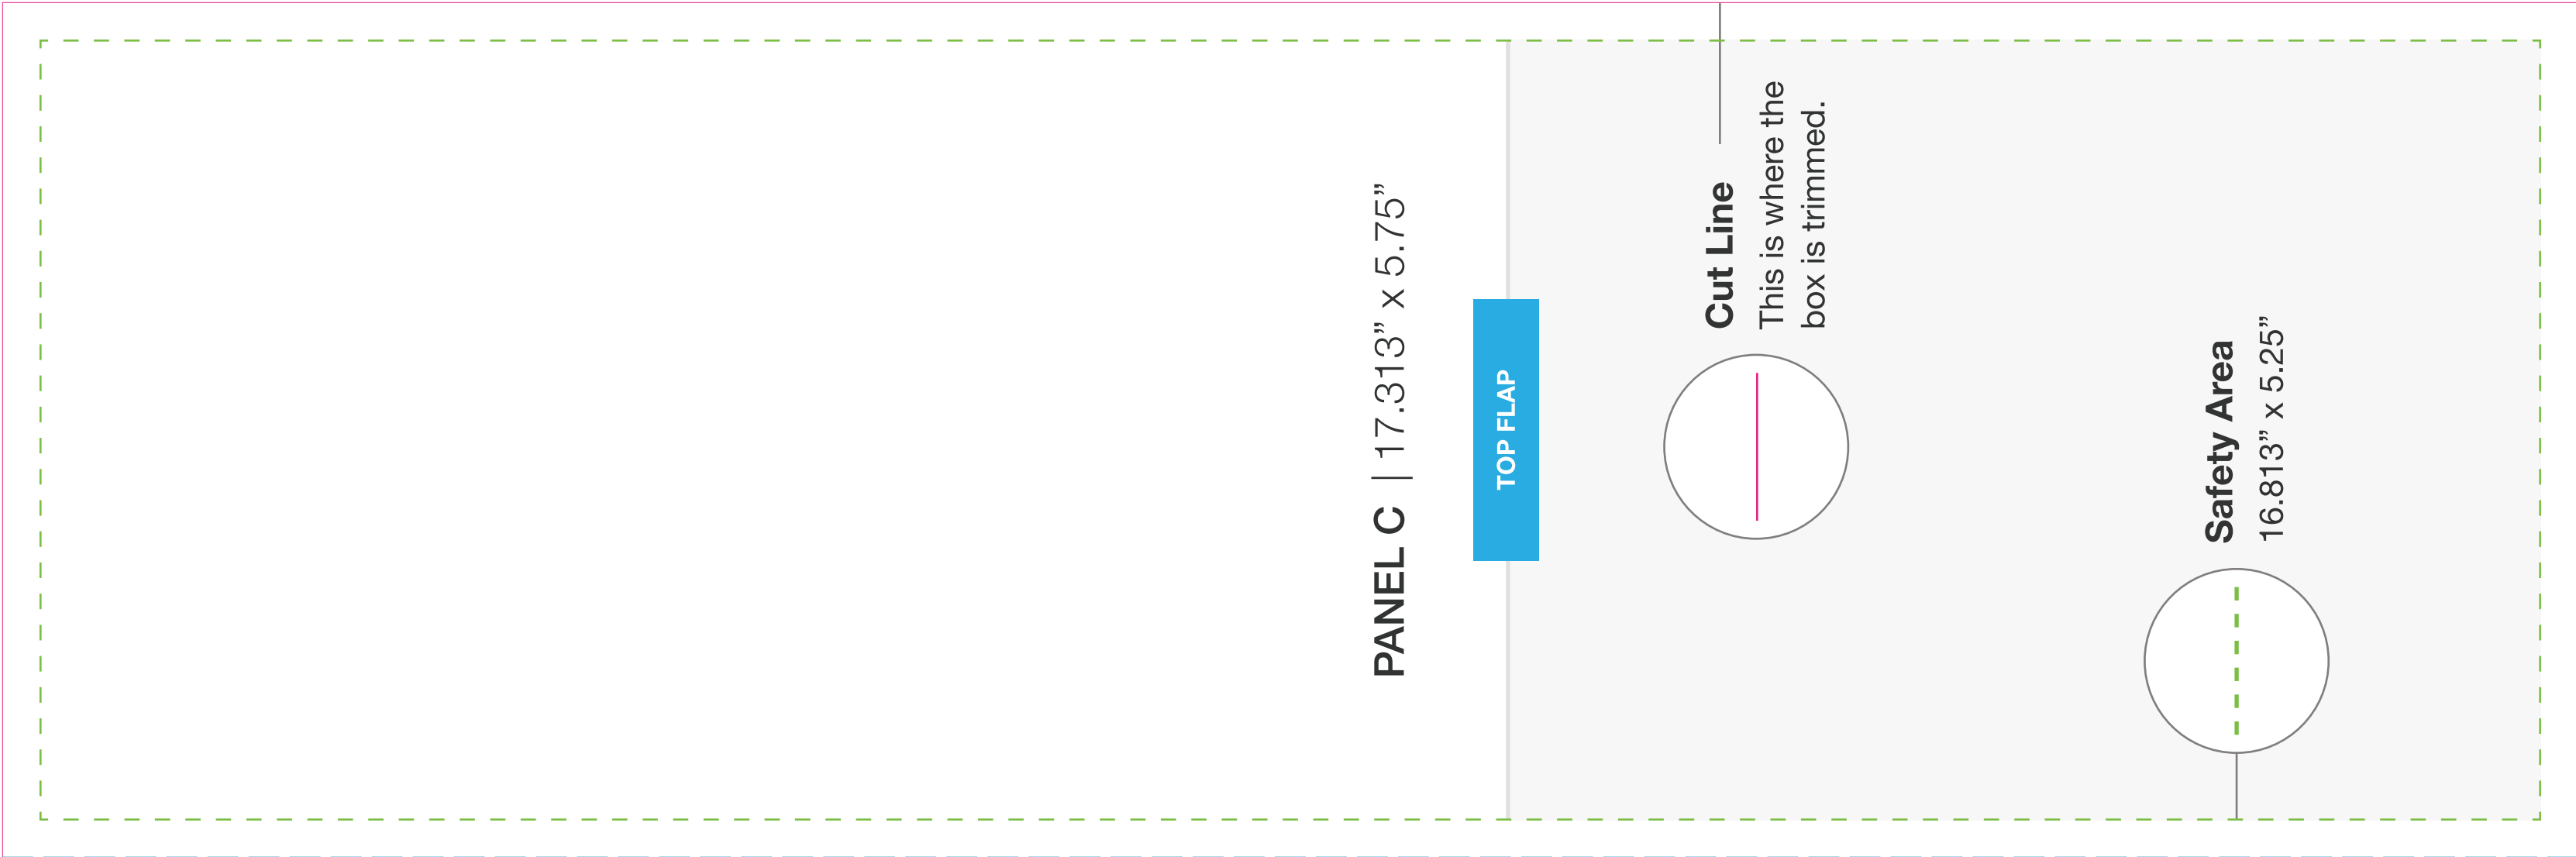 PANEL C | 17.313” x 5.75”
TOP FLAP
Cut Line
This is where the
box is trimmed.
Safety Area
16.813” x 5.25”